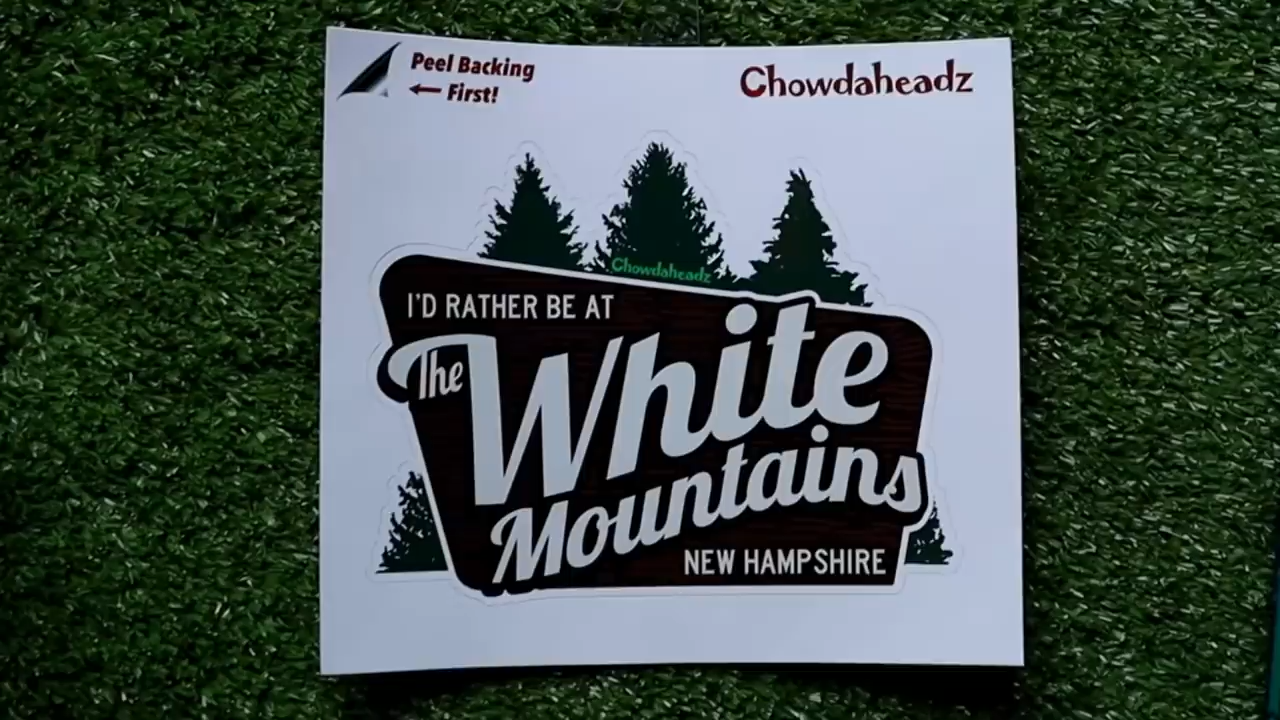 Peel Backing
First!
Chowdaheadz
Chowdaheadz
I'D RATHER BE AT
The White
Mountains
NEW HAMPSHIRE